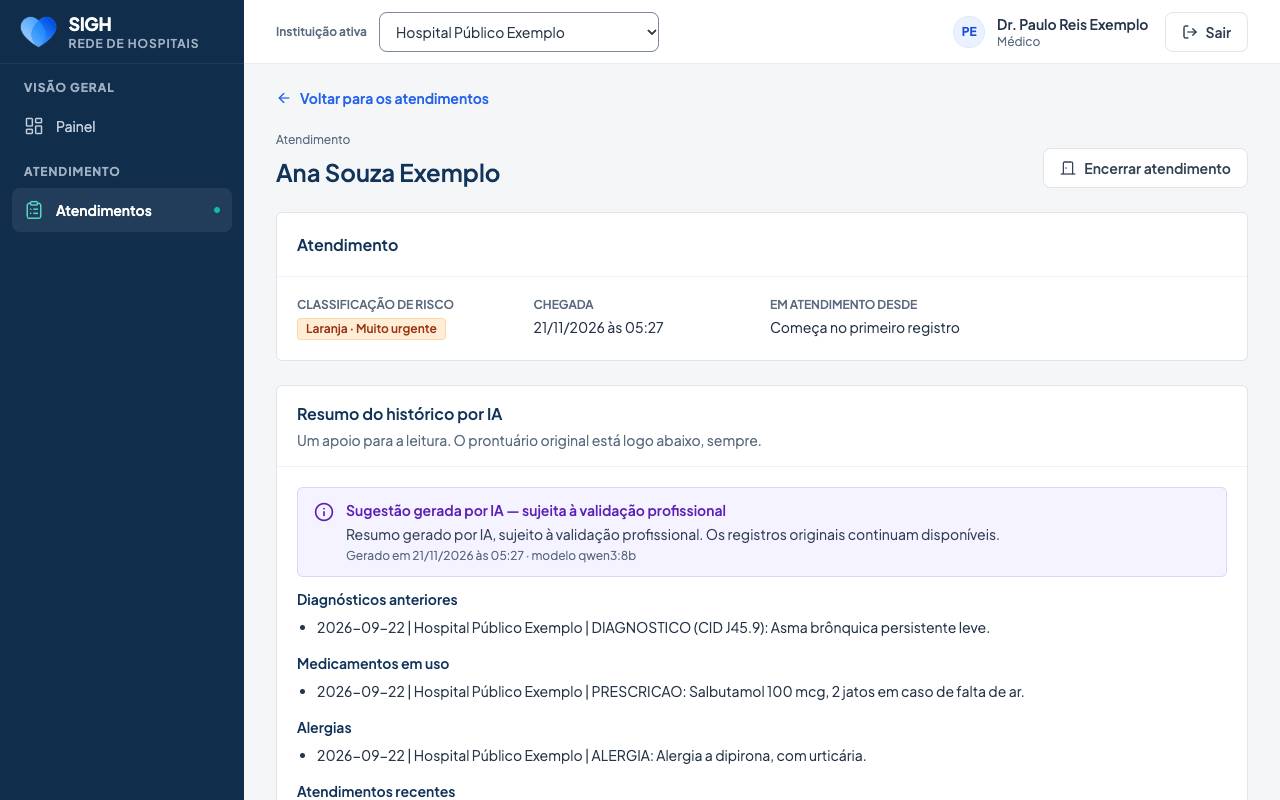 SIGH
REDE DE HOSPITAIS
VISÃO GERAL
Painel
ATENDIMENTO
Atendimentos
Instituição ativa
Hospital Público Exemplo
PE
Dr. Paulo Reis Exemplo
Médico
Sair
Voltar para os atendimentos
Atendimento
Ana Souza Exemplo
Encerrar atendimento
Atendimento
CLASSIFICAÇÃO DE RISCO
Laranja · Muito urgente
CHEGADA
21/11/2026 às 05:27
EM ATENDIMENTO DESDE
Começa no primeiro registro
Resumo do histórico por IA
Um apoio para a leitura. O prontuário original está logo abaixo, sempre.
Sugestão gerada por IA — sujeita à validação profissional
Resumo gerado por IA, sujeito à validação profissional. Os registros originais continuam disponíveis.
Gerado em 21/11/2026 às 05:27 · modelo qwen3:8b
Diagnósticos anteriores
• 2026-09-22 | Hospital Público Exemplo | DIAGNOSTICO (CID J45.9): Asma brônquica persistente leve.
Medicamentos em uso
• 2026-09-22 | Hospital Público Exemplo | PRESCRICAO: Salbutamol 100 mcg, 2 jatos em caso de falta de ar.
Alergias
• 2026-09-22 | Hospital Público Exemplo | ALERGIA: Alergia a dipirona, com urticária.
Atendimentos recentes